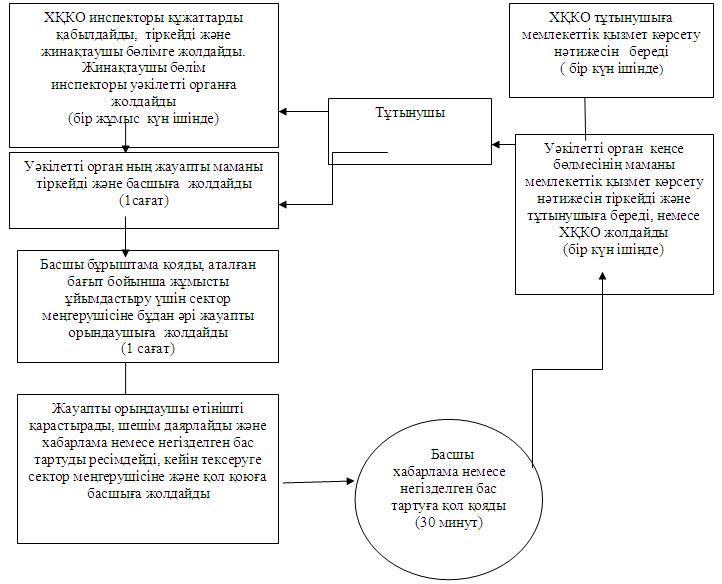 ХҚКО инспекторы құжаттарды
қабылдайды, тіркейді және
жинақтаушы бөлімге жолдайды.
Жинақтаушы бөлім
инспекторы уәкілетті органға
жолдайды
(бір жұмыс күн ішінде)
Уәкілетті орган ның жауапты маманы
тіркейді және басшыға жолдайды
(1сағат)
Басшы бұрыштама қояды, аталған
бағыт бойынша жұмысты
ұйымдастыру үшін сектор
меңгерушісіне бұдан әрі жауапты
орындаушыға жолдайды
(1 сағат)
Жауапты орыңдаушы өтінішті
қарастырады, шешім даярлайды және
хабарлама немесе негізделген бас
тартуды ресімдейді, кейін тексеруге
сектор меңгерушісіне және қол қоюға
басшыға жолдайды
Басшы
хабарлама немесе
негізделген бас
тартуға қол қояды
(30 минут)
Тұтынушы
ХҚКО тұтынушыға
мемлекеттік қызмет көрсету
нәтижесін береді
( бір күн ішінде)
Уәкілетті орган кеңсе
бөлмесінің маманы
мемлекеттік қызмет көрсету
нәтижесін тіркейді және
тұтынушыға береді, немесе
ХҚКО жолдайды
(бір күн ішінде)